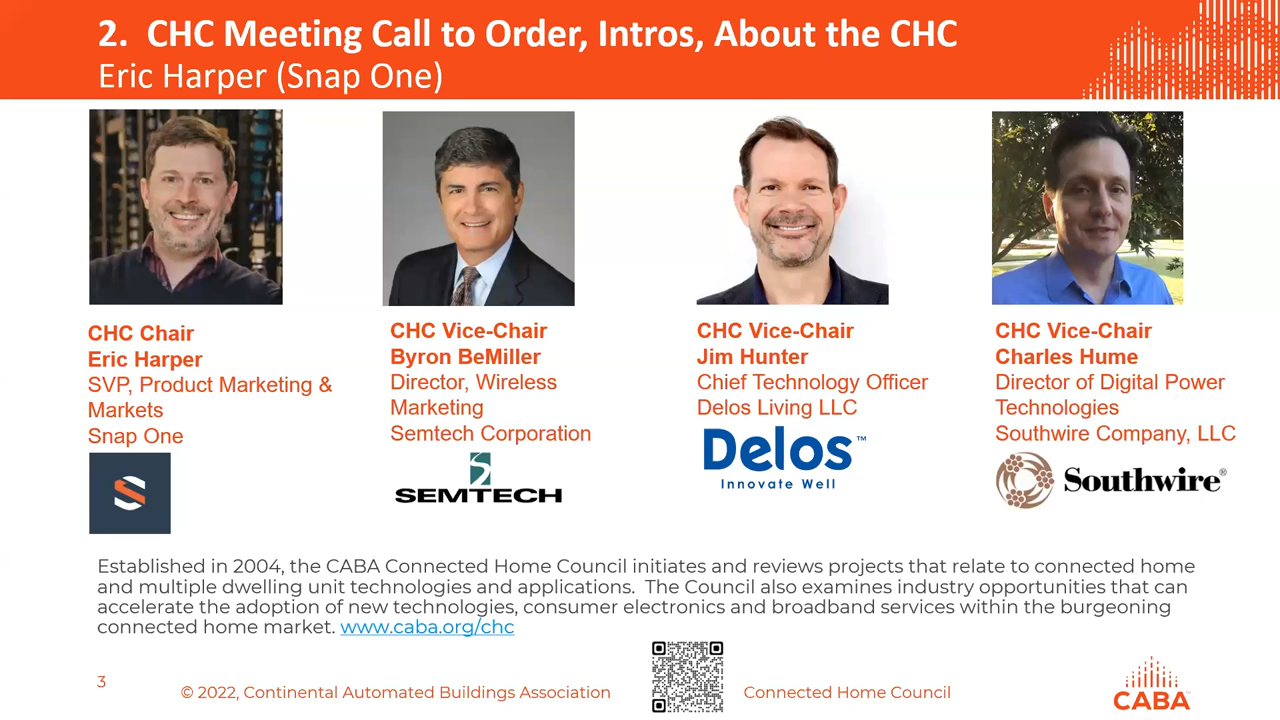 2. CHC Meeting Call to Order, Intros, About the CHC
Eric Harper (Snap One)
CHC Chair
Eric Harper
SVP, Product Marketing &
Markets
Snap One
CHC Vice-Chair
Byron BeMiller
Director, Wireless
Marketing
Semtech Corporation
SEMTECH
CHC Vice-Chair
Jim Hunter
Chief Technology Officer
Delos Living LLC
Delos™
Innovate Well
CHC Vice-Chair
Charles Hume
Director of Digital Power
Technologies
Southwire Company, LLC
Southwire®
Established in 2004, the CABA Connected Home Council initiates and reviews projects that relate to connected home
and multiple dwelling unit technologies and applications. The Council also examines industry opportunities that can
accelerate the adoption of new technologies, consumer electronics and broadband services within the burgeoning
connected home market. www.caba.org/chc
3
© 2022, Continental Automated Buildings Association
Connected Home Council
CABA